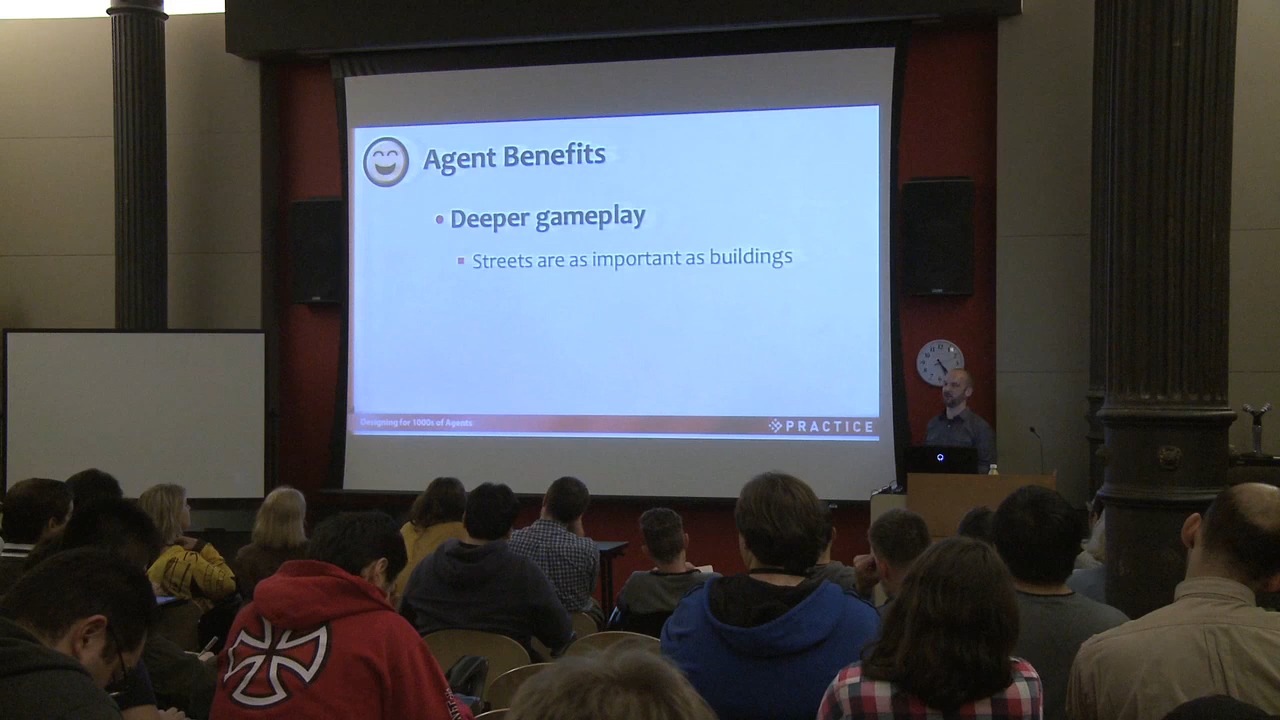 Agent Benefits
• Deeper gameplay
▪ Streets are as important as buildings
Designing for 1000s of Agents
PRACTICE